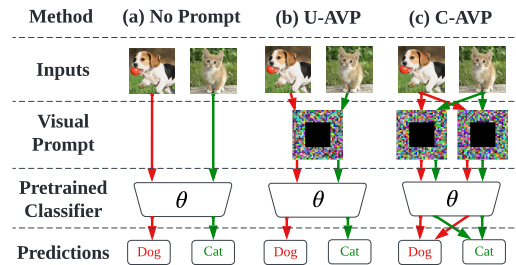 Method (a) No Prompt (b) U-AVP (c) C-AVP
Inputs
Visual
Prompt
Pretrained
Classifier
θ θ θ
Predictions Dog Cat Dog Cat Dog Cat